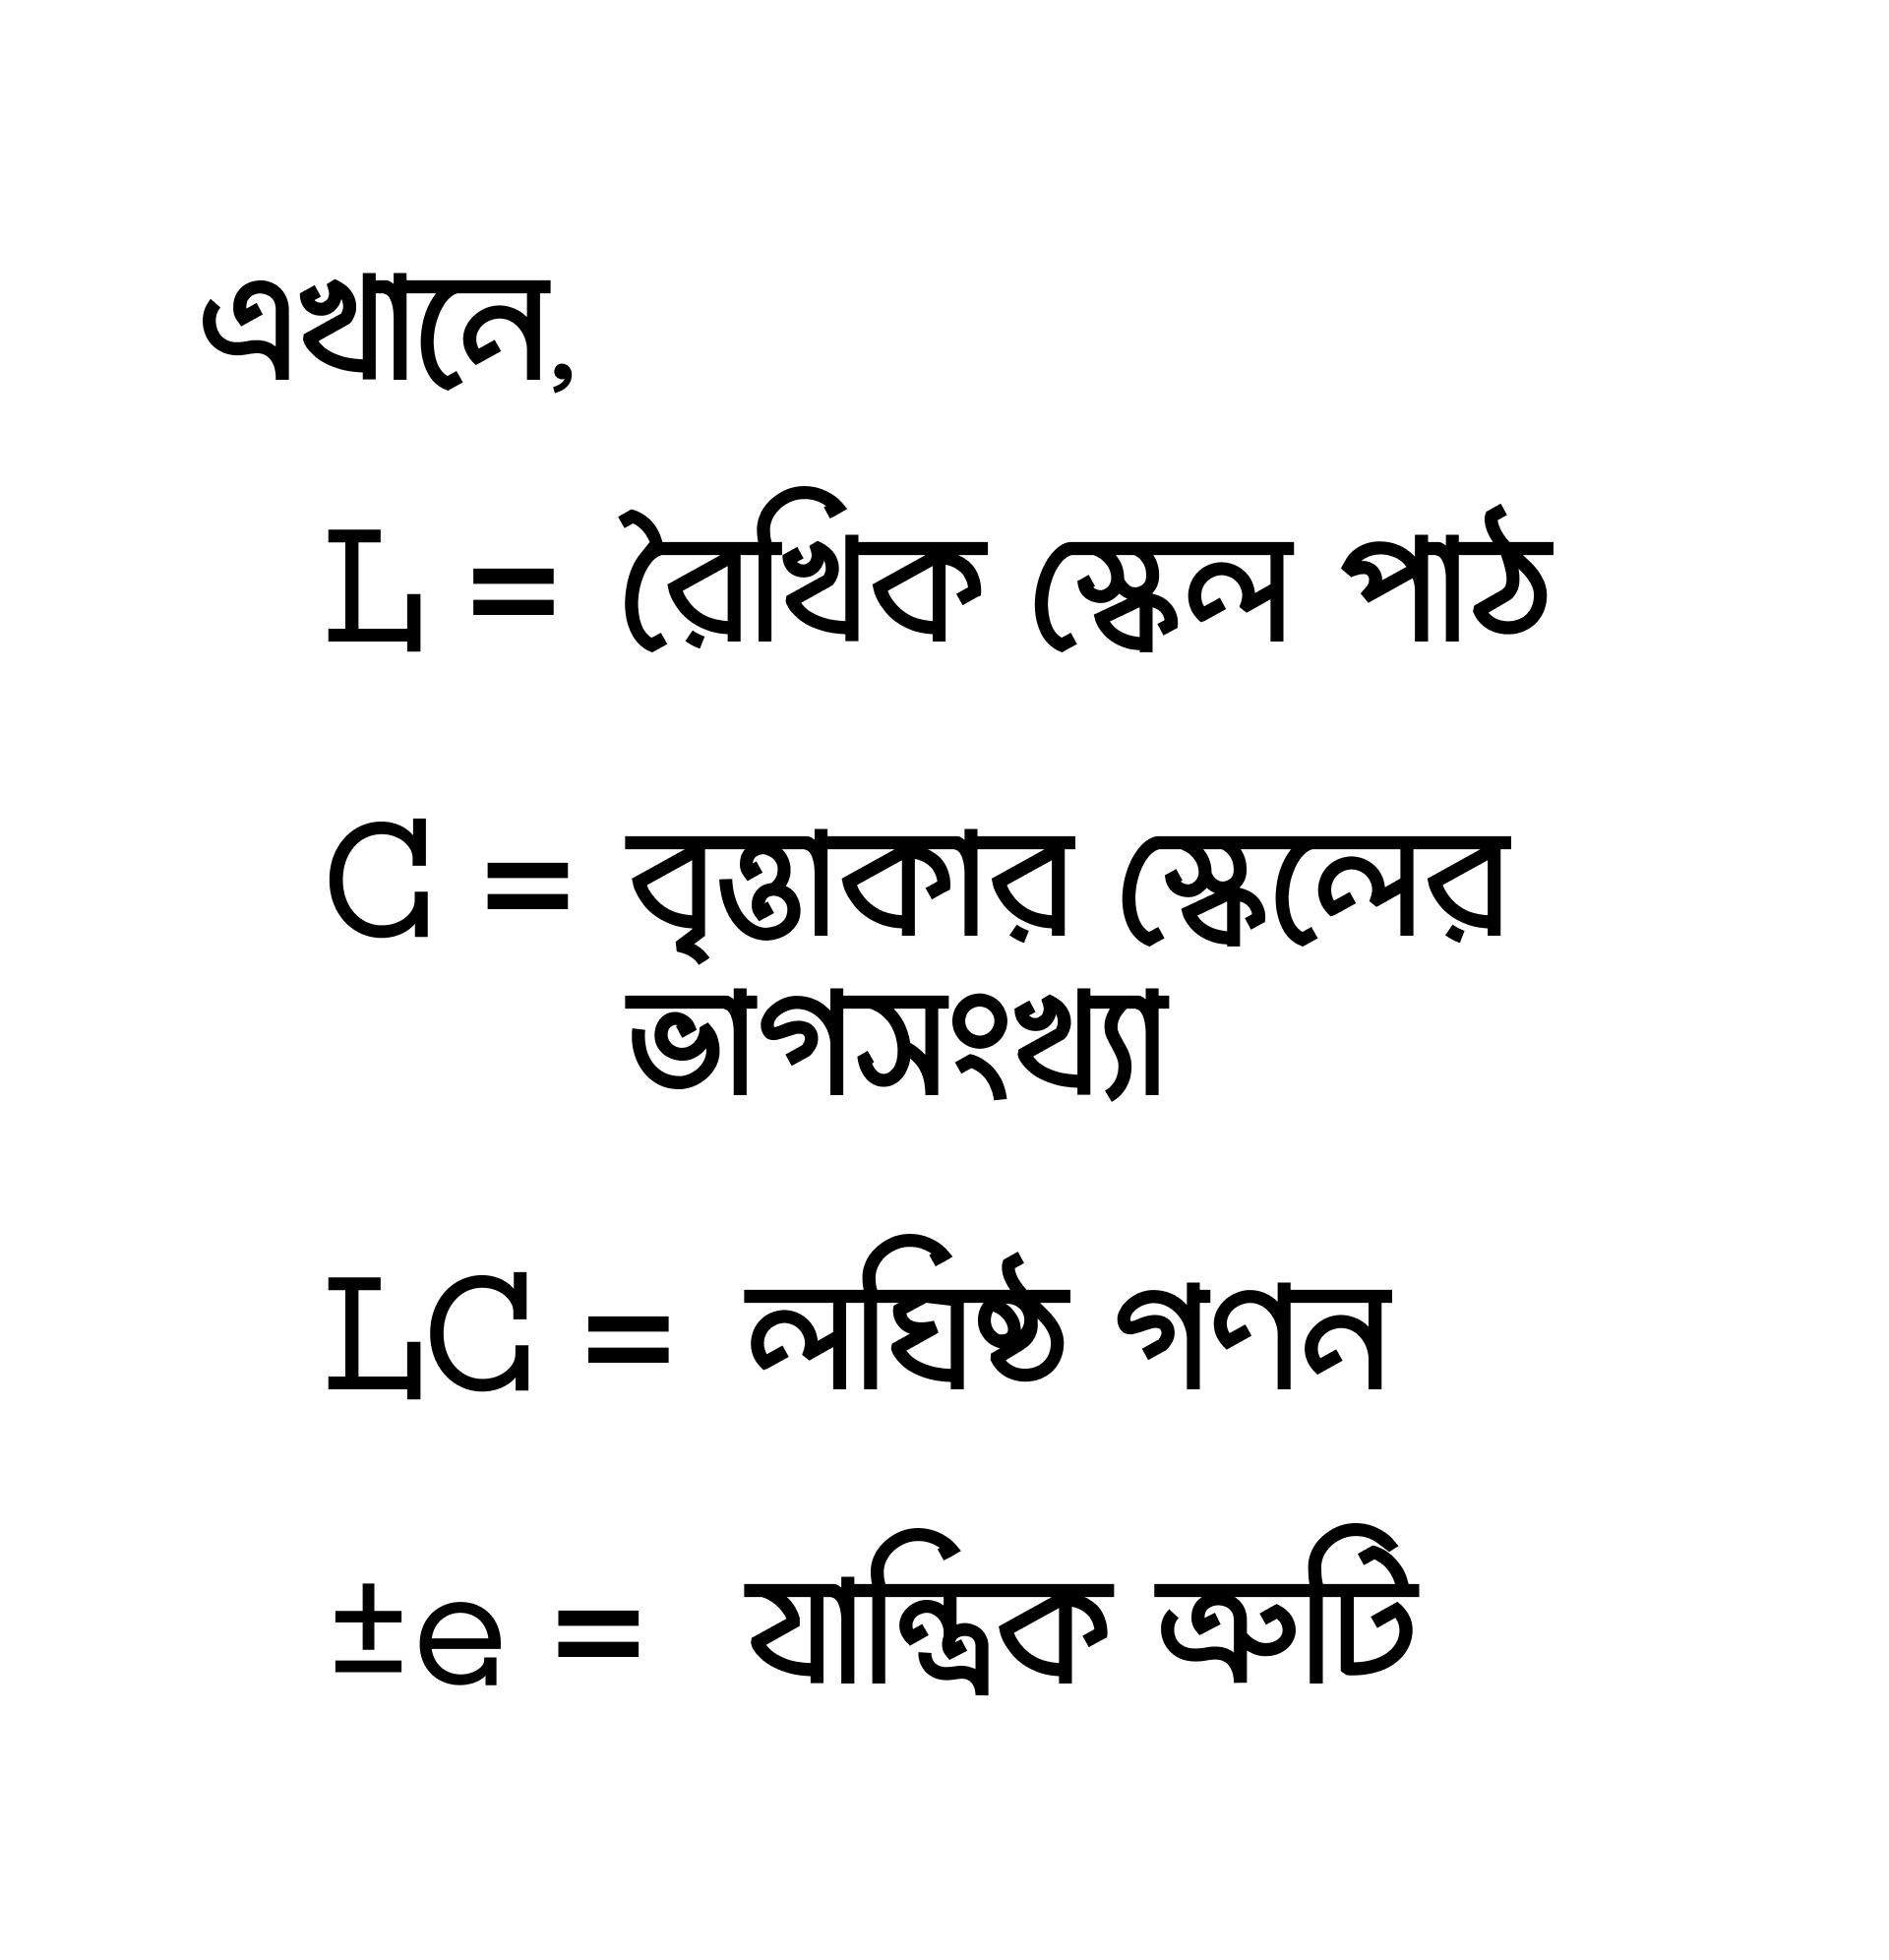 এখানে,
L = রৈখিক স্কেল পাঠ
C = বৃত্তাকার স্কেলের
ভাগসংখ্যা
LC = লঘিষ্ঠ গণন
±e = যান্ত্রিক ত্রুটি